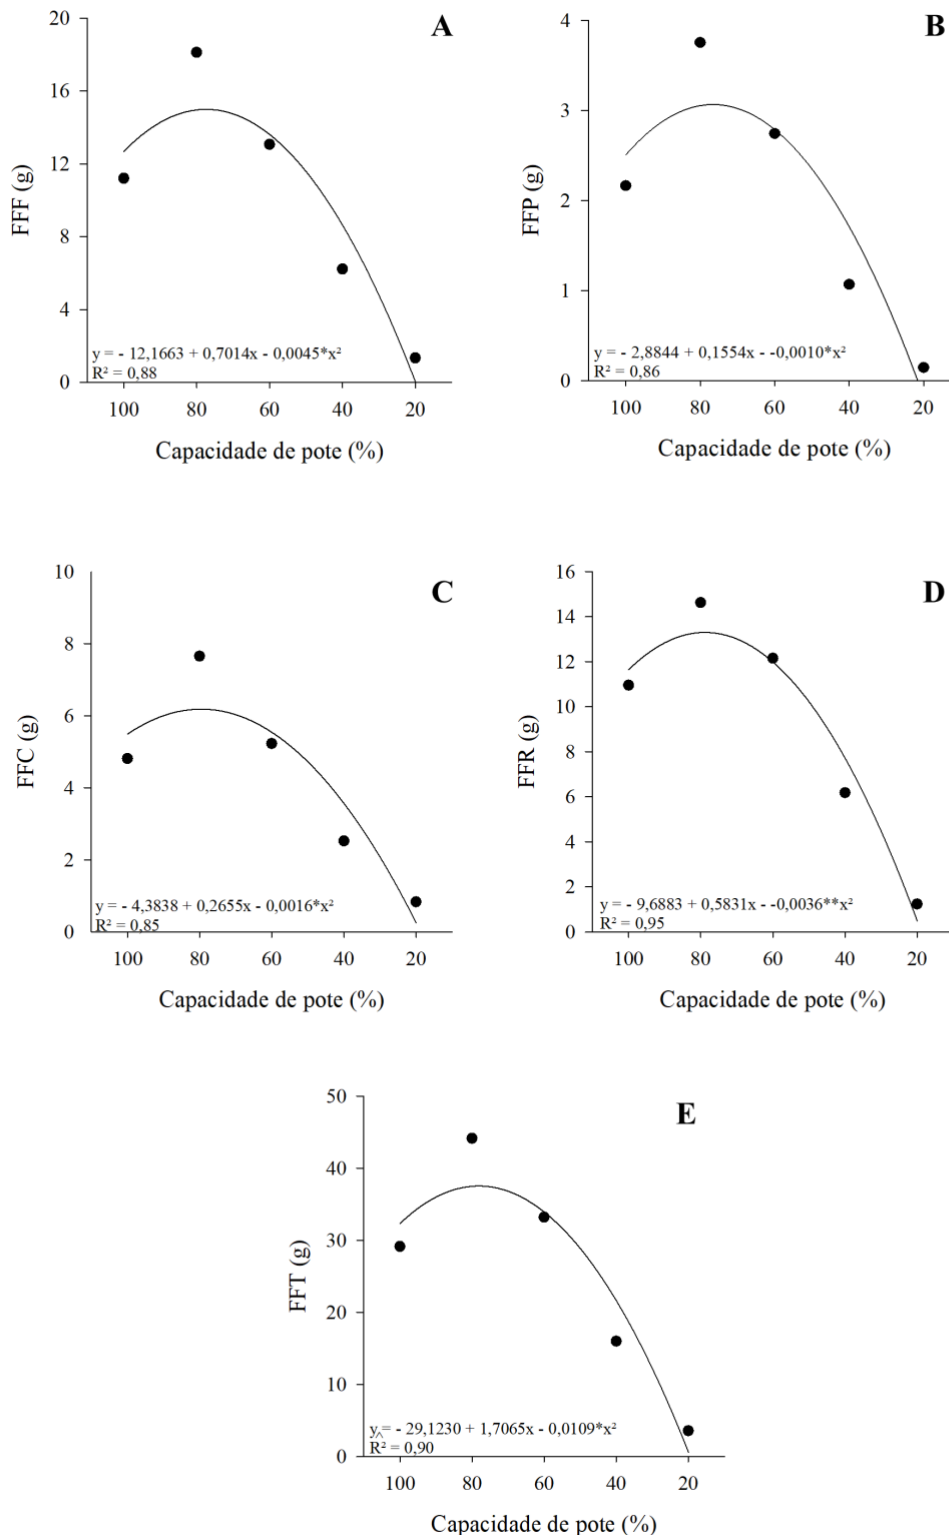 A
FFF (g)
20
16
12
8
4
0
y = - 12,1663 + 0,7014x - 0,0045*x²
R² = 0,88
100 80 60 40 20
Capacidade de pote (%)
B
FFP (g)
4
3
2
1
0
y = - 2,8844 + 0,1554x - -0,0010*x²
R² = 0,86
100 80 60 40 20
Capacidade de pote (%)
C
FFC (g)
10
8
6
4
2
0
y = - 4,3838 + 0,2655x - 0,0016*x²
R² = 0,85
100 80 60 40 20
Capacidade de pote (%)
D
FFR (g)
16
14
12
10
8
6
4
2
0
y = - 9,6883 + 0,5831x - -0,0036**x²
R² = 0,95
100 80 60 40 20
Capacidade de pote (%)
E
FFT (g)
50
40
30
20
10
0
y^ = - 29,1230 + 1,7065x - 0,0109*x²
R² = 0,90
100 80 60 40 20
Capacidade de pote (%)